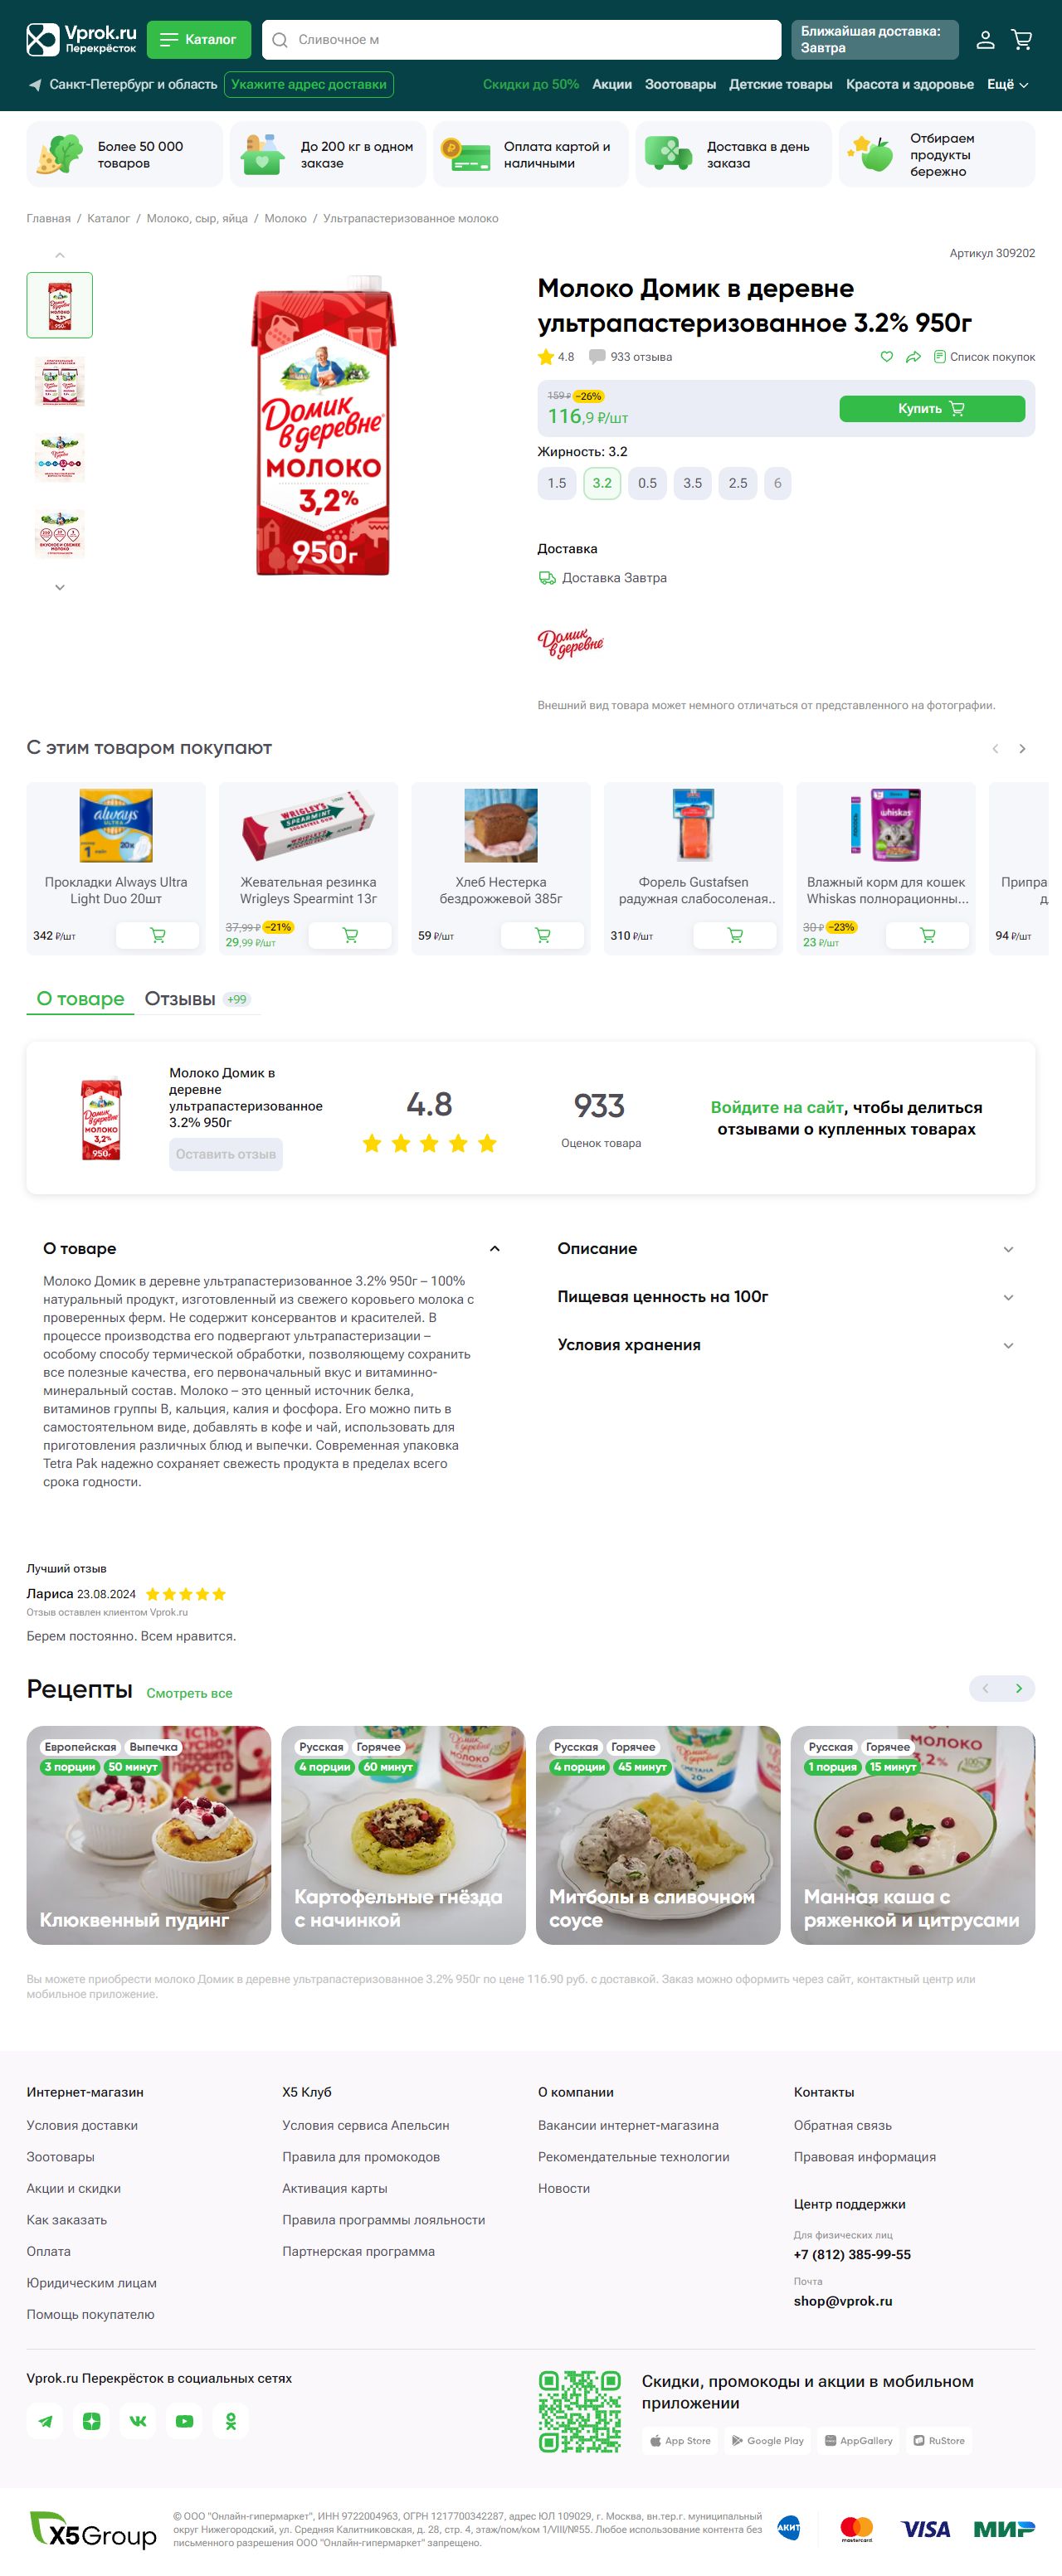 Vprok.ru
Перекрёсток
Каталог
Сливочное м
Ближайшая доставка:
Завтра
Санкт-Петербург и область
Укажите адрес доставки
Скидки до 50%
Акции
Зоотовары
Детские товары
Красота и здоровье
Ещё
Более 50 000
товаров
До 200 кг в одном
заказе
Оплата картой и
наличными
Доставка в день
заказа
Отбираем
продукты
бережно
Главная / Каталог / Молоко, сыр, яйца / Молоко / Ультрапастеризованное молоко
Артикул 309202
Домик
в деревне
МОЛОКО
3,2%
950г
Молоко Домик в деревне
ультрапастеризованное 3.2% 950г
4.8
933 отзыва
Список покупок
159 ₽ −26%
116,9 ₽/шт
Купить
Жирность: 3.2
1.5
3.2
0.5
3.5
2.5
6
Доставка
Доставка Завтра
Домик
в деревне
Внешний вид товара может немного отличаться от представленного на фотографии.
С этим товаром покупают
always
ULTRA
1
20x
Прокладки Always Ultra
Light Duo 20шт
342 ₽/шт
WRIGLEY'S
SPEARMINT
Жевательная резинка
Wrigleys Spearmint 13г
37,99 ₽ −21%
29,99 ₽/шт
Хлеб Нестерка
бездрожжевой 385г
59 ₽/шт
Форель Gustafsen
радужная слабосоленая..
310 ₽/шт
whiskas
Влажный корм для кошек
Whiskas полнорационны...
30 ₽ −23%
23 ₽/шт
Припра
д
94 ₽/шт
О товаре
Отзывы +99
Домик
в деревне
МОЛОКО
3,2%
950г
Молоко Домик в
деревне
ультрапастеризованное
3.2% 950г
Оставить отзыв
4.8
933
Оценок товара
Войдите на сайт, чтобы делиться
отзывами о купленных товарах
О товаре
Молоко Домик в деревне ультрапастеризованное 3.2% 950г – 100%
натуральный продукт, изготовленный из свежего коровьего молока с
проверенных ферм. Не содержит консервантов и красителей. В
процессе производства его подвергают ультрапастеризации –
особому способу термической обработки, позволяющему сохранить
все полезные качества, его первоначальный вкус и витаминно-
минеральный состав. Молоко – это ценный источник белка,
витаминов группы В, кальция, калия и фосфора. Его можно пить в
самостоятельном виде, добавлять в кофе и чай, использовать для
приготовления различных блюд и выпечки. Современная упаковка
Tetra Pak надежно сохраняет свежесть продукта в пределах всего
срока годности.
Описание
Пищевая ценность на 100г
Условия хранения
Лучший отзыв
Лариса 23.08.2024
Отзыв оставлен клиентом Vprok.ru
Берем постоянно. Всем нравится.
Рецепты
Смотреть все
Европейская
Выпечка
3 порции
50 минут
Клюквенный пудинг
Русская
Горячее
4 порции
60 минут
Картофельные гнёзда
с начинкой
Русская
Горячее
4 порции
45 минут
Митболы в сливочном
соусе
Русская
Горячее
1 порция
15 минут
Манная каша с
ряженкой и цитрусами
Вы можете приобрести молоко Домик в деревне ультрапастеризованное 3.2% 950г по цене 116.90 руб. с доставкой. Заказ можно оформить через сайт, контактный центр или
мобильное приложение.
Интернет-магазин
Условия доставки
Зоотовары
Акции и скидки
Как заказать
Оплата
Юридическим лицам
Помощь покупателю
X5 Клуб
Условия сервиса Апельсин
Правила для промокодов
Активация карты
Правила программы лояльности
Партнерская программа
О компании
Вакансии интернет-магазина
Рекомендательные технологии
Новости
Контакты
Обратная связь
Правовая информация
Центр поддержки
Для физических лиц
+7 (812) 385-99-55
Почта
shop@vprok.ru
Vprok.ru Перекрёсток в социальных сетях
Скидки, промокоды и акции в мобильном
приложении
App Store
Google Play
AppGallery
RuStore
X5Group
© ООО "Онлайн-гипермаркет", ИНН 9722004963, ОГРН 1217700342287, адрес ЮЛ 109029, г. Москва, вн.тер.г. муниципальный
округ Нижегородский, ул. Средняя Калитниковская, д. 28, стр. 4, этаж/пом/ком 1/VIII/№55. Любое использование контента без
письменного разрешения ООО "Онлайн-гипермаркет" запрещено.
АКИТ
mastercard
VISA
МИР